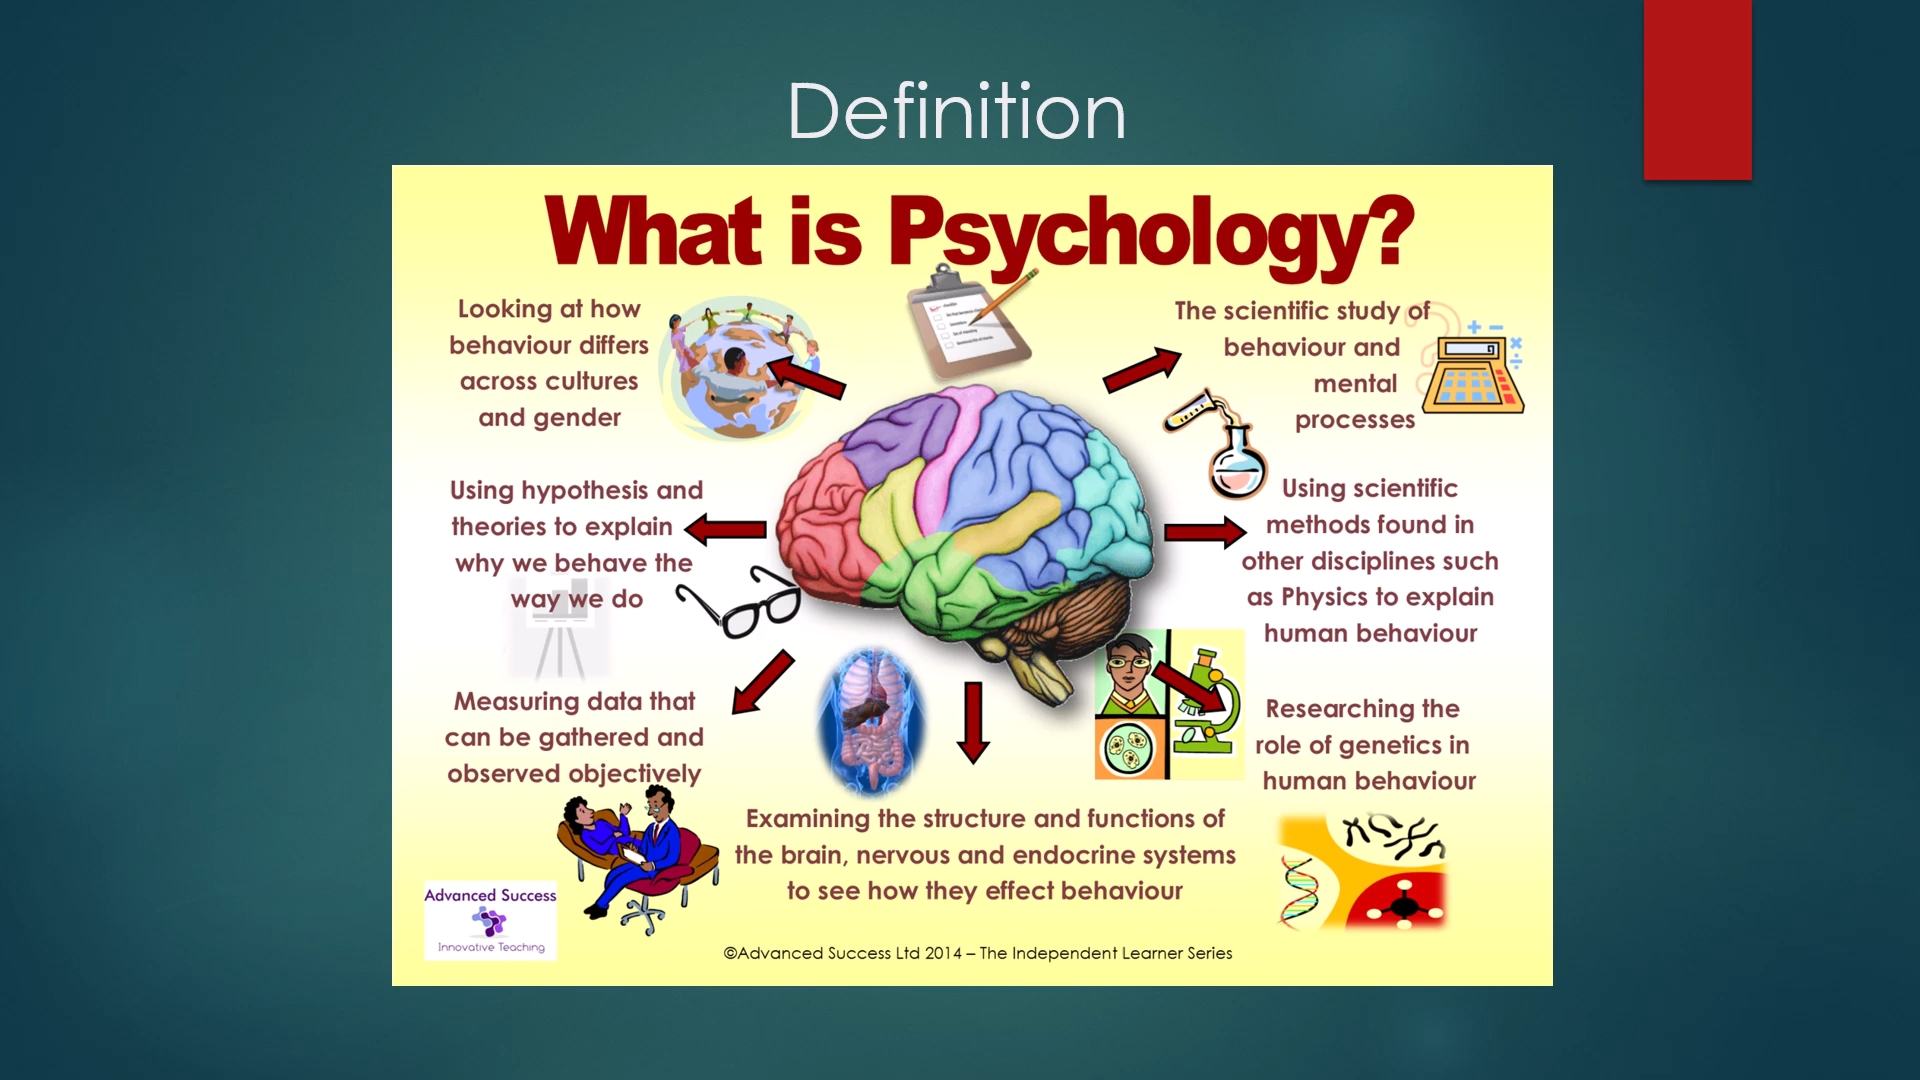 Definition
What is Psychology?
Looking at how
behaviour differs
across cultures
and gender
The scientific study of
behaviour and
mental
processes
Using hypothesis and
theories to explain
why we behave the
way we do
Using scientific
methods found in
other disciplines such
as Physics to explain
human behaviour
Measuring data that
can be gathered and
observed objectively
Researching the
role of genetics in
human behaviour
Examining the structure and functions of
the brain, nervous and endocrine systems
to see how they effect behaviour
Advanced Success
Innovative Teaching
©Advanced Success Ltd 2014 – The Independent Learner Series